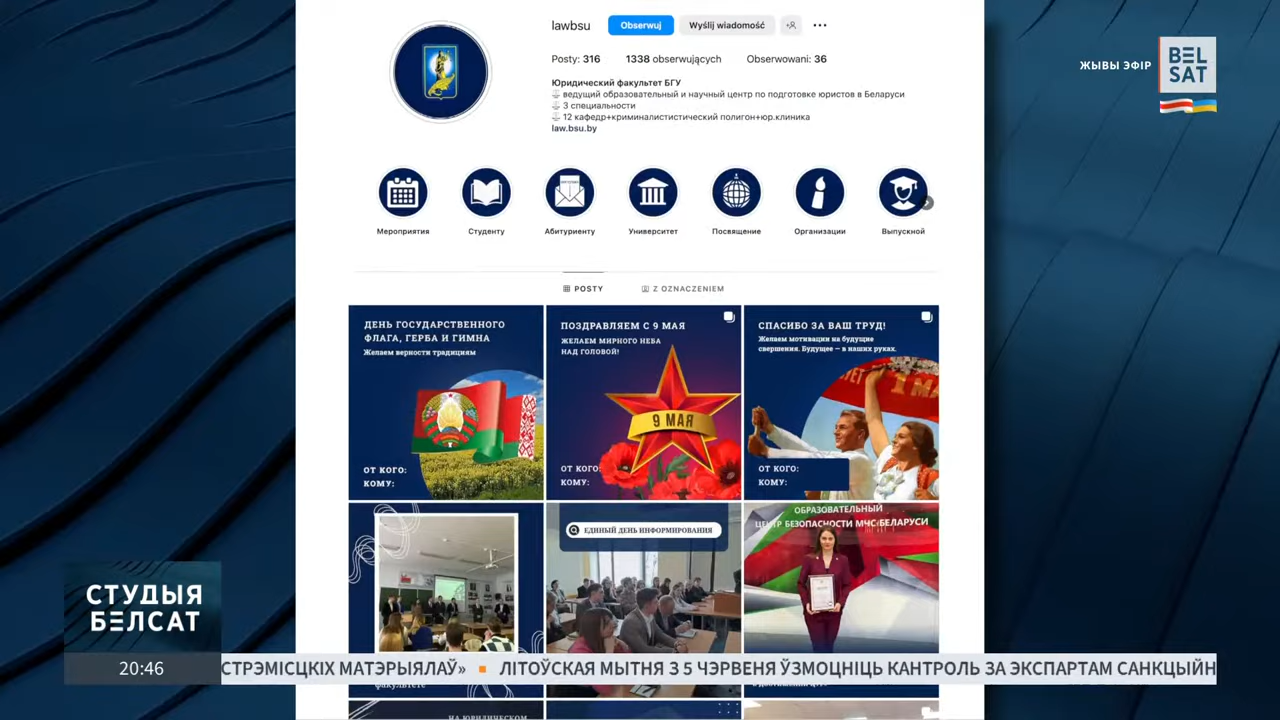 lawbsu
Obserwuj
Wyślij wiadomość
Posty: 316
1338 obserwujących
Obserwowani: 36
Юридический факультет БГУ
ведущий образовательный и научный центр по подготовке юристов в Беларуси
3 специальности
12 кафедр+криминалистистический полигон+юр.клиника
law.bsu.by
ЖЫВЫ ЭФІР
BEL
SAT
Мероприятия
Студенту
Абитуриенту
Университет
Посвящение
Организации
Выпускной
POSTY
Z OZNACZENIEM
ДЕНЬ ГОСУДАРСТВЕННОГО
ФЛАГА, ГЕРБА И ГИМНА
Желаем верности традициям
ОТ КОГО:
КОМУ:
ПОЗДРАВЛЯЕМ С 9 МАЯ
ЖЕЛАЕМ МИРНОГО НЕБА
НАД ГОЛОВОЙ!
9 МАЯ
ОТ КОГО:
КОМУ:
СПАСИБО ЗА ВАШ ТРУД!
Желаем мотивации на будущие
свершения. Будущее — в наших руках.
1 МА
ОТ КОГО:
КОМУ:
ЕДИНЫЙ ДЕНЬ ИНФОРМИРОВАНИЯ
ОБРАЗОВАТЕЛЬНЫЙ
ЦЕНТР БЕЗОПАСНОСТИ МЧС БЕЛАРУСИ
факультете
НА ЮРИДИЧЕСКОМ
СТУДЫЯ
БЕЛСАТ
20:46
СТРЭМІСЦКІХ МАТЭРЫЯЛАЎ» ▪ ЛІТОЎСКАЯ МЫТНЯ З 5 ЧЭРВЕНЯ ЎЗМОЦНІЦЬ КАНТРОЛЬ ЗА ЭКСПАРТАМ САНКЦЫЙН